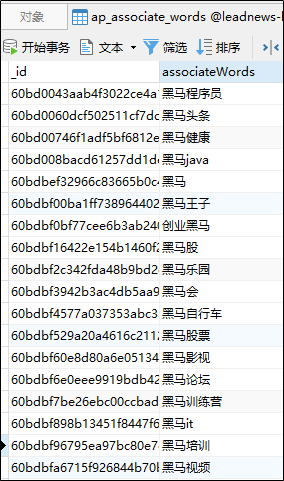 对象 ap_associate_words @leadnews-
开始事务 文本 筛选 排序
_id associateWords
60bd0043aab4f3022ce4a 黑马程序员
60bd0060dcf502511cf7dc 黑马头条
60bd00746f1adf5bf6812e 黑马健康
60bd008bacd61257dd1d 黑马java
60bdbef32966c83665b0c 黑马
60bdbf00ba1ff738964402 黑马王子
60bdbf0bf77cee6b3ab240 创业黑马
60bdbf16422e154b1460f2 黑马股
60bdbf2c342fda48b9bd2 黑马乐园
60bdbf3942b3ac4db5aa9 黑马会
60bdbf4577a037353abc3 黑马自行车
60bdbf529a20a4616c2112 黑马股票
60bdbf60e8d80a6e05134 黑马影视
60bdbf6e0eee9919bdb42 黑马论坛
60bdbf7be26ebc00ccbad 黑马训练营
60bdbf898b13451f8447f6 黑马it
60bdbf96795ea97bc80e7 黑马培训
60bdbfa6715f926844b70 黑马视频